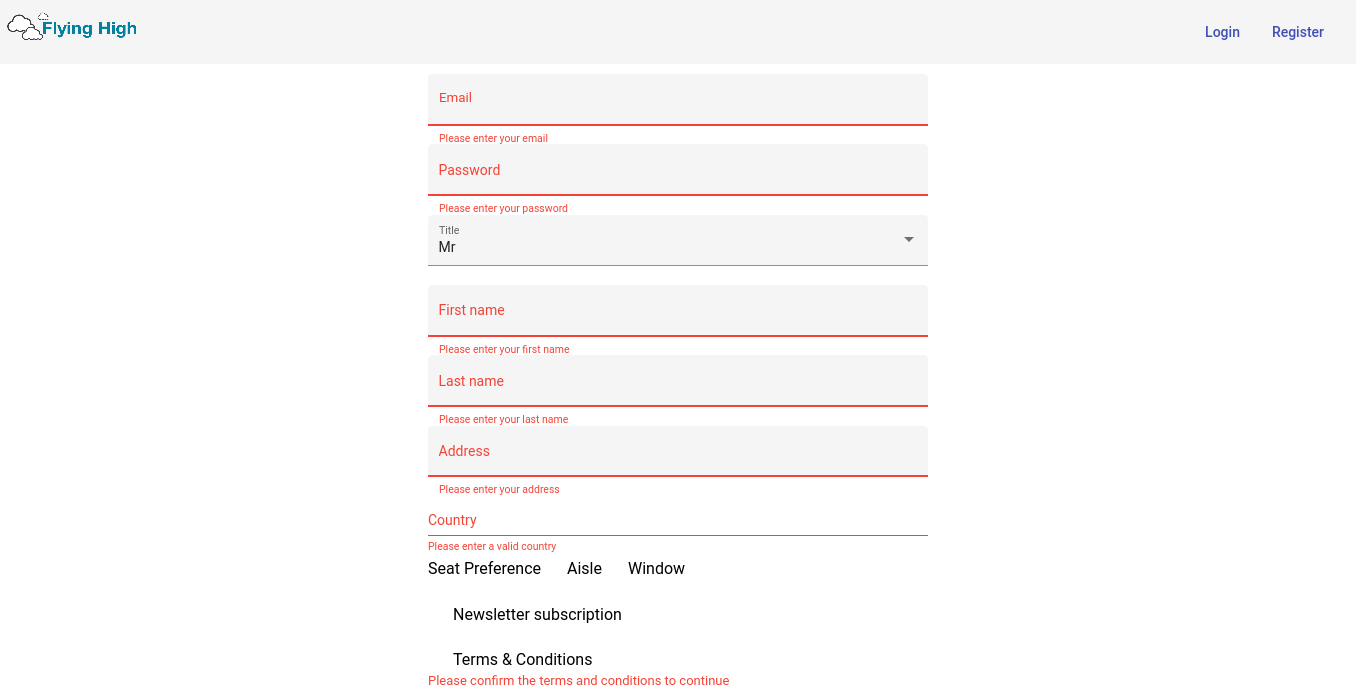 Flying High
Login Register
Email
Please enter your email
Password
Please enter your password
Title
Mr
First name
Please enter your first name
Last name
Please enter your last name
Address
Please enter your address
Country
Please enter a valid country
Seat Preference Aisle Window
Newsletter subscription
Terms & Conditions
Please confirm the terms and conditions to continue